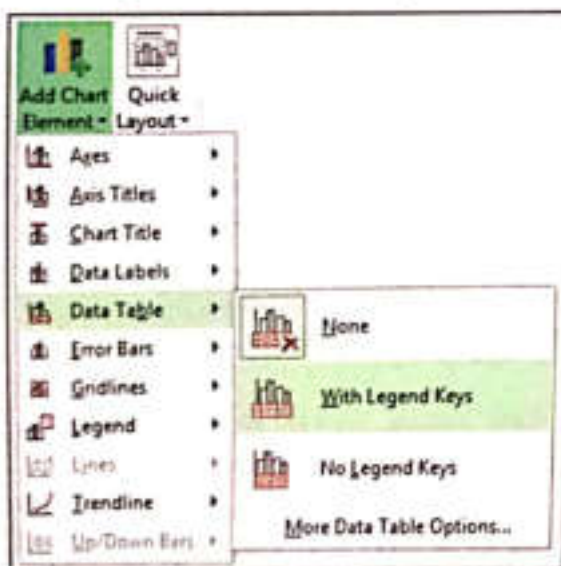 Add Chart Element
Quick Layout
Axes
Axis Titles
Chart Title
Data Labels
Data Table
Error Bars
Gridlines
Legend
Lines
Trendline
Up/Down Bars
None
With Legend Keys
No Legend Keys
More Data Table Options...